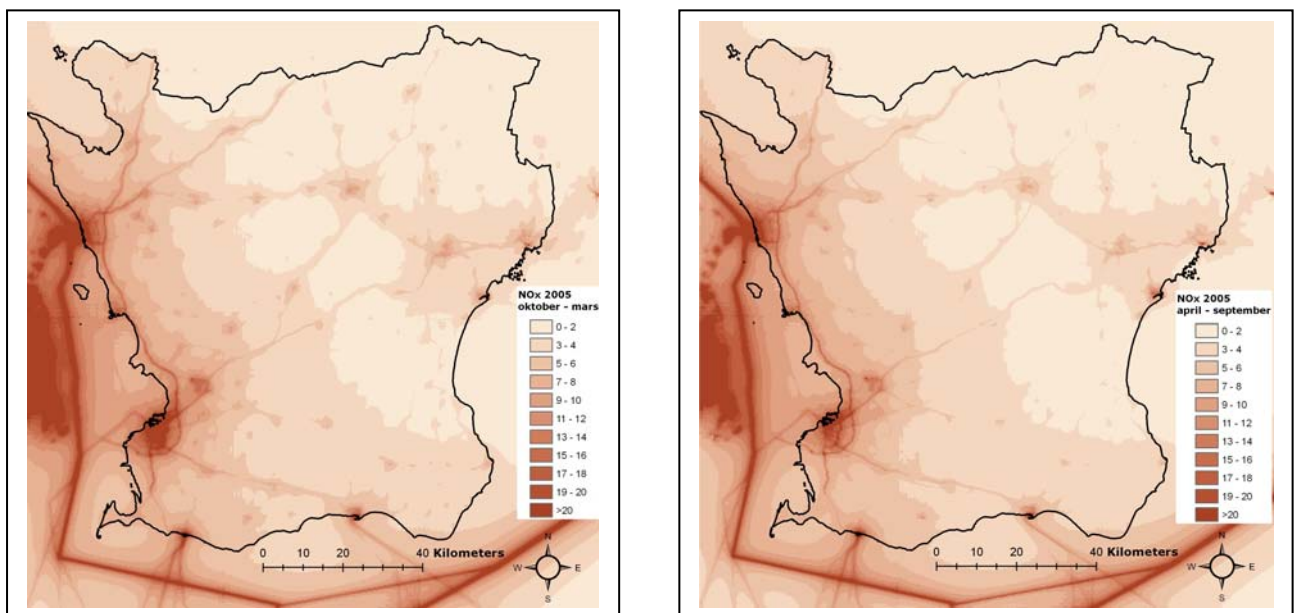 NOx 2005
oktober – mars
0 - 2
3 - 4
5 - 6
7 - 8
9 - 10
11 - 12
13 - 14
15 - 16
17 - 18
19 - 20
>20
0 10 20 40 Kilometers
N
W E
S
NOx 2005
april – september
0 - 2
3 - 4
5 - 6
7 - 8
9 - 10
11 - 12
13 - 14
15 - 16
17 - 18
19 - 20
>20
0 10 20 40 Kilometers
N
W E
S